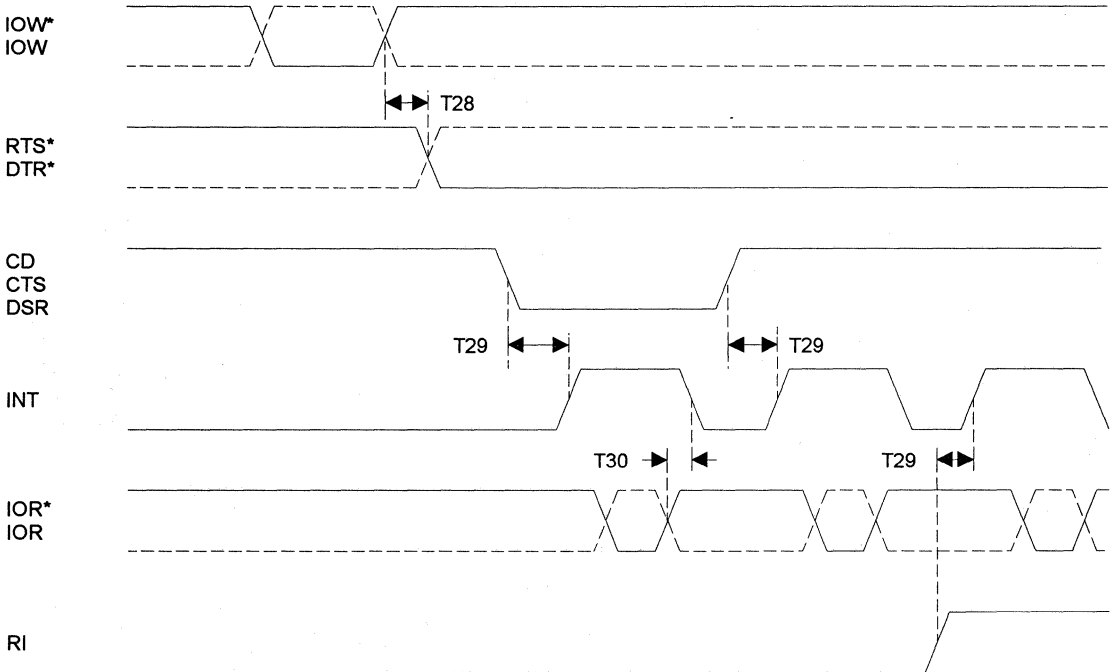 IOW*
IOW
T28
RTS*
DTR*
CD
CTS
DSR
T29
T29
INT
T30
T29
IOR*
IOR
RI